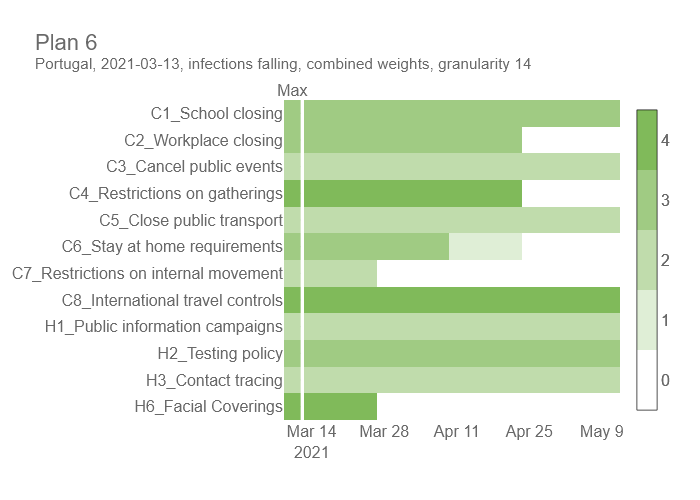 Plan 6
Portugal, 2021-03-13, infections falling, combined weights, granularity 14
Max
C1_School closing
C2_Workplace closing
C3_Cancel public events
C4_Restrictions on gatherings
C5_Close public transport
C6_Stay at home requirements
C7_Restrictions on internal movement
C8_International travel controls
H1_Public information campaigns
H2_Testing policy
H3_Contact tracing
H6_Facial Coverings
Mar 14 Mar 28 Apr 11 Apr 25 May 9
2021
4
3
2
1
0